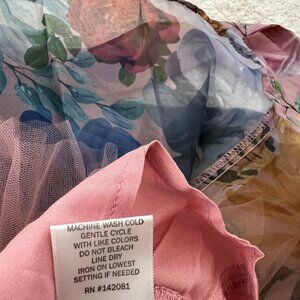 MACHINE WASH COLD
GENTLE CYCLE
WITH LIKE COLORS
DO NOT BLEACH
LINE DRY
IRON ON LOWEST
SETTING IF NEEDED
RN #142081